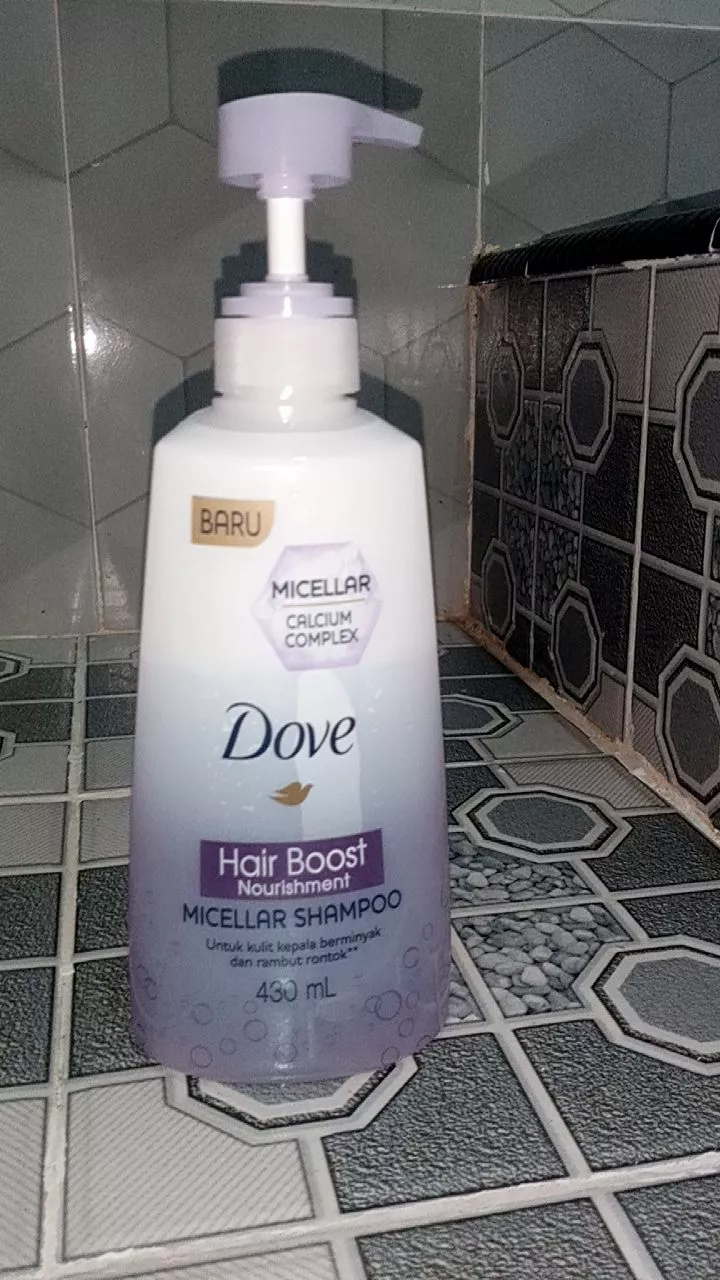 BARU
MICELLAR
CALCIUM
COMPLEX
Dove
Hair Boost
Nourishment
MICELLAR SHAMPOO
Untuk kulit kepala berminyak
dan rambut rontok**
430 mL